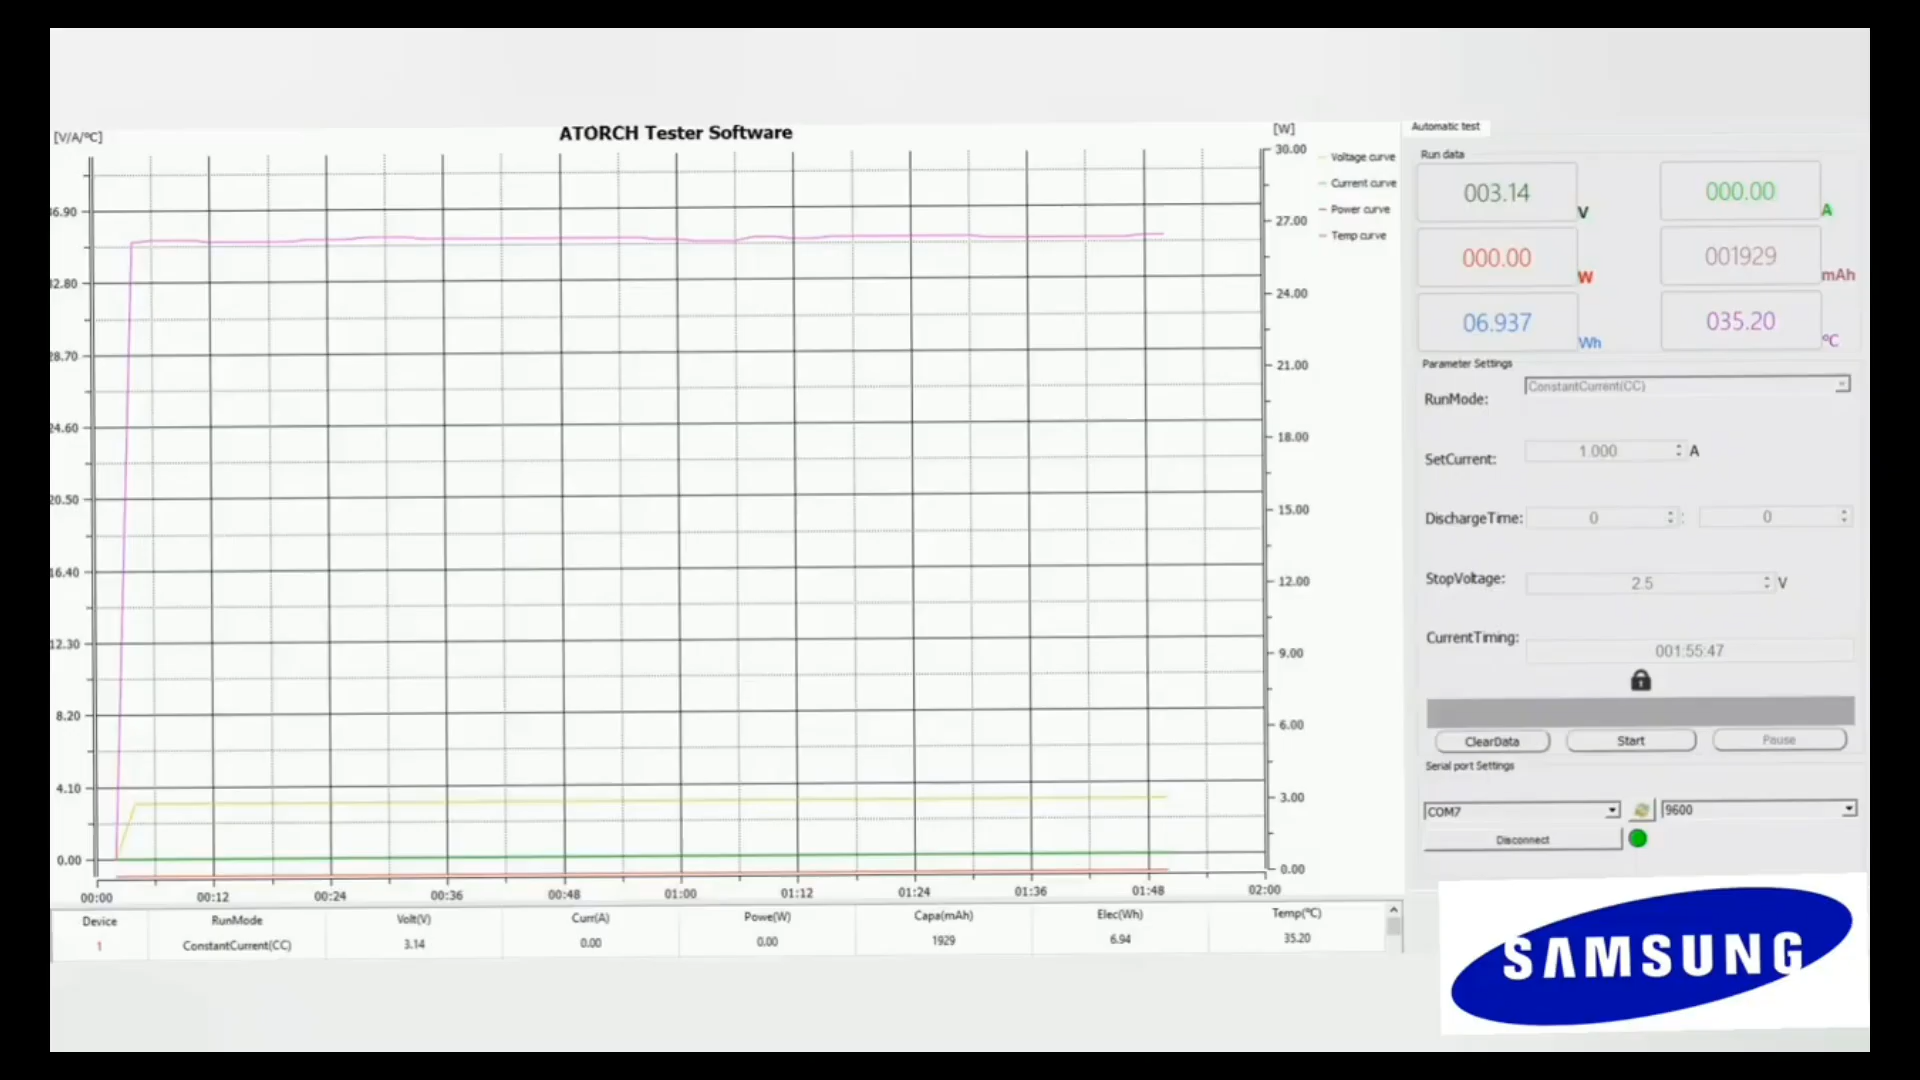 ATORCH Tester Software
[V/A/°C]
[W]
36.90
32.80
28.70
24.60
20.50
16.40
12.30
8.20
4.10
0.00
30.00
27.00
24.00
21.00
18.00
15.00
12.00
9.00
6.00
3.00
0.00
00:00 00:12 00:24 00:36 00:48 01:00 01:12 01:24 01:36 01:48 02:00
Voltage curve
Current curve
Power curve
Temp curve
Device RunMode Volt(V) Curr(A) Powe(W) Capa(mAh) Elec(Wh) Temp(°C)
1 ConstantCurrent(CC) 3.14 0.00 0.00 1929 6.94 35.20
Automatic test
Run data
003.14 V 000.00 A
000.00 W 001929 mAh
06.937 Wh 035.20 °C
Parameter Settings
RunMode: ConstantCurrent(CC)
SetCurrent: 1.000 A
DischargeTime: 0 : 0
StopVoltage: 2.5 V
CurrentTiming: 001:55:47
ClearData Start Pause
Serial port Settings
COM7 9600
Disconnect
SAMSUNG